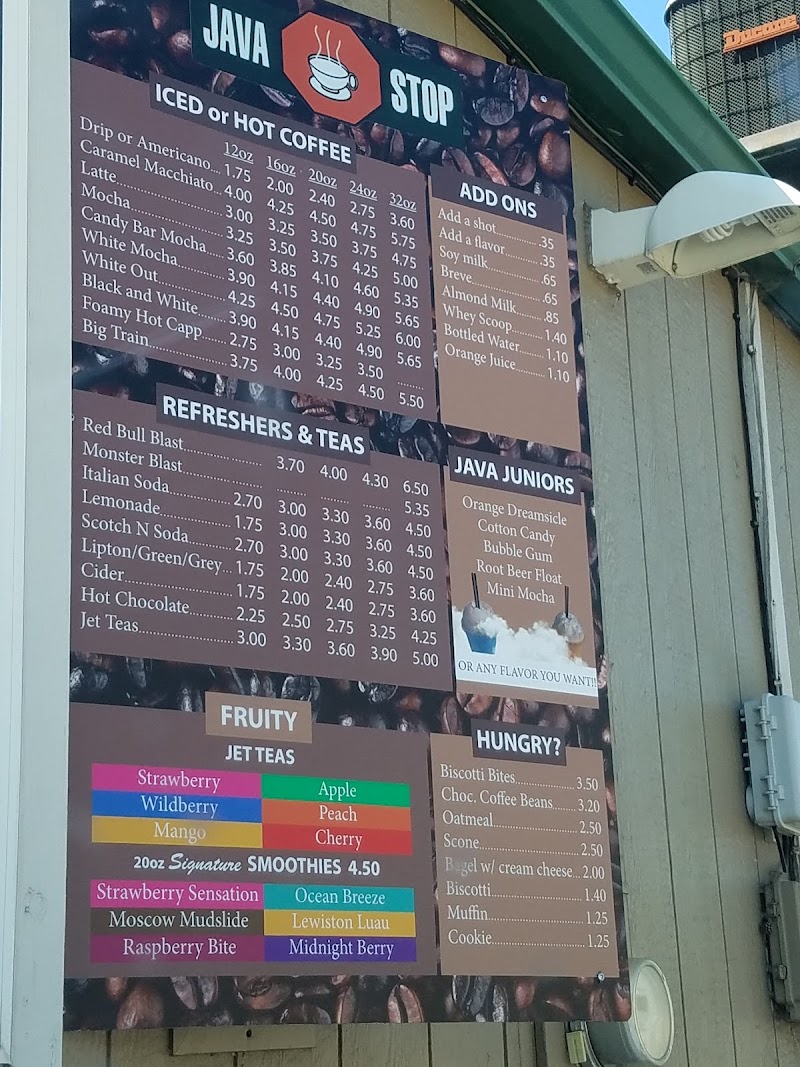 JAVA STOP
ICED or HOT COFFEE
12oz 16oz 20oz 24oz 32oz
Drip or Americano.... 1.75 2.00 2.40 2.75 3.60
Caramel Macchiato.. 4.00 4.25 4.50 4.75 5.75
Latte........ 3.00 3.25 3.50 3.75 4.75
Mocha........ 3.25 3.50 3.75 4.25 5.00
Candy Bar Mocha.... 3.60 3.85 4.10 4.60 5.35
White Mocha........ 3.90 4.15 4.40 4.90 5.65
White Out........ 4.25 4.50 4.75 5.25 6.00
Black and White........ 3.90 4.15 4.40 4.90 5.65
Foamy Hot Capp........ 2.75 3.00 3.25 3.50 ........
Big Train........ 3.75 4.00 4.25 4.50 5.50
REFRESHERS & TEAS
Red Bull Blast........ ........ 3.70 4.00 4.30 6.50
Monster Blast........ ........ ........ ........ 5.35
Italian Soda........ 2.70 3.00 3.30 3.60 4.50
Lemonade........ 1.75 3.00 3.30 3.60 4.50
Scotch N Soda........ 2.70 3.00 3.30 3.60 4.50
Lipton/Green/Grey.. 1.75 2.00 2.40 2.75 3.60
Cider........ 1.75 2.00 2.40 2.75 3.60
Hot Chocolate........ 2.25 2.50 2.75 3.25 4.25
Jet Teas........ 3.00 3.30 3.60 3.90 5.00
FRUITY
JET TEAS
Strawberry Apple
Wildberry Peach
Mango Cherry
20oz Signature SMOOTHIES 4.50
Strawberry Sensation Ocean Breeze
Moscow Mudslide Lewiston Luau
Raspberry Bite Midnight Berry
ADD ONS
Add a shot........ .35
Add a flavor........ .35
Soy milk........ .65
Breve........ .65
Almond Milk........ .85
Whey Scoop........ 1.40
Bottled Water........ 1.10
Orange Juice........ 1.10
JAVA JUNIORS
Orange Dreamsicle
Cotton Candy
Bubble Gum
Root Beer Float
Mini Mocha
OR ANY FLAVOR YOU WANT!!
HUNGRY?
Biscotti Bites........ 3.50
Choc. Coffee Beans........ 3.20
Oatmeal........ 2.50
Scone........ 2.50
Bagel w/ cream cheese... 2.00
Biscotti........ 1.40
Muffin........ 1.25
Cookie........ 1.25
Ducane